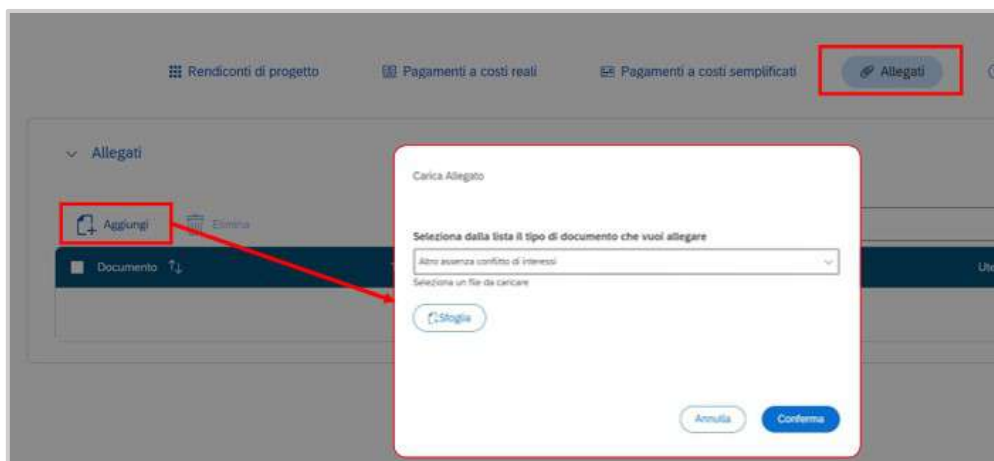 Rendiconti di progetto Pagamenti a costi reali Pagamenti a costi semplificati Allegati
Allegati
Carica Allegato
Aggiungi Elimina
Seleziona dalla lista il tipo di documento che vuoi allegare
Altro assenza conflitto di interessi
Documento
Seleziona un file da caricare
Sfoglia
Annulla Conferma